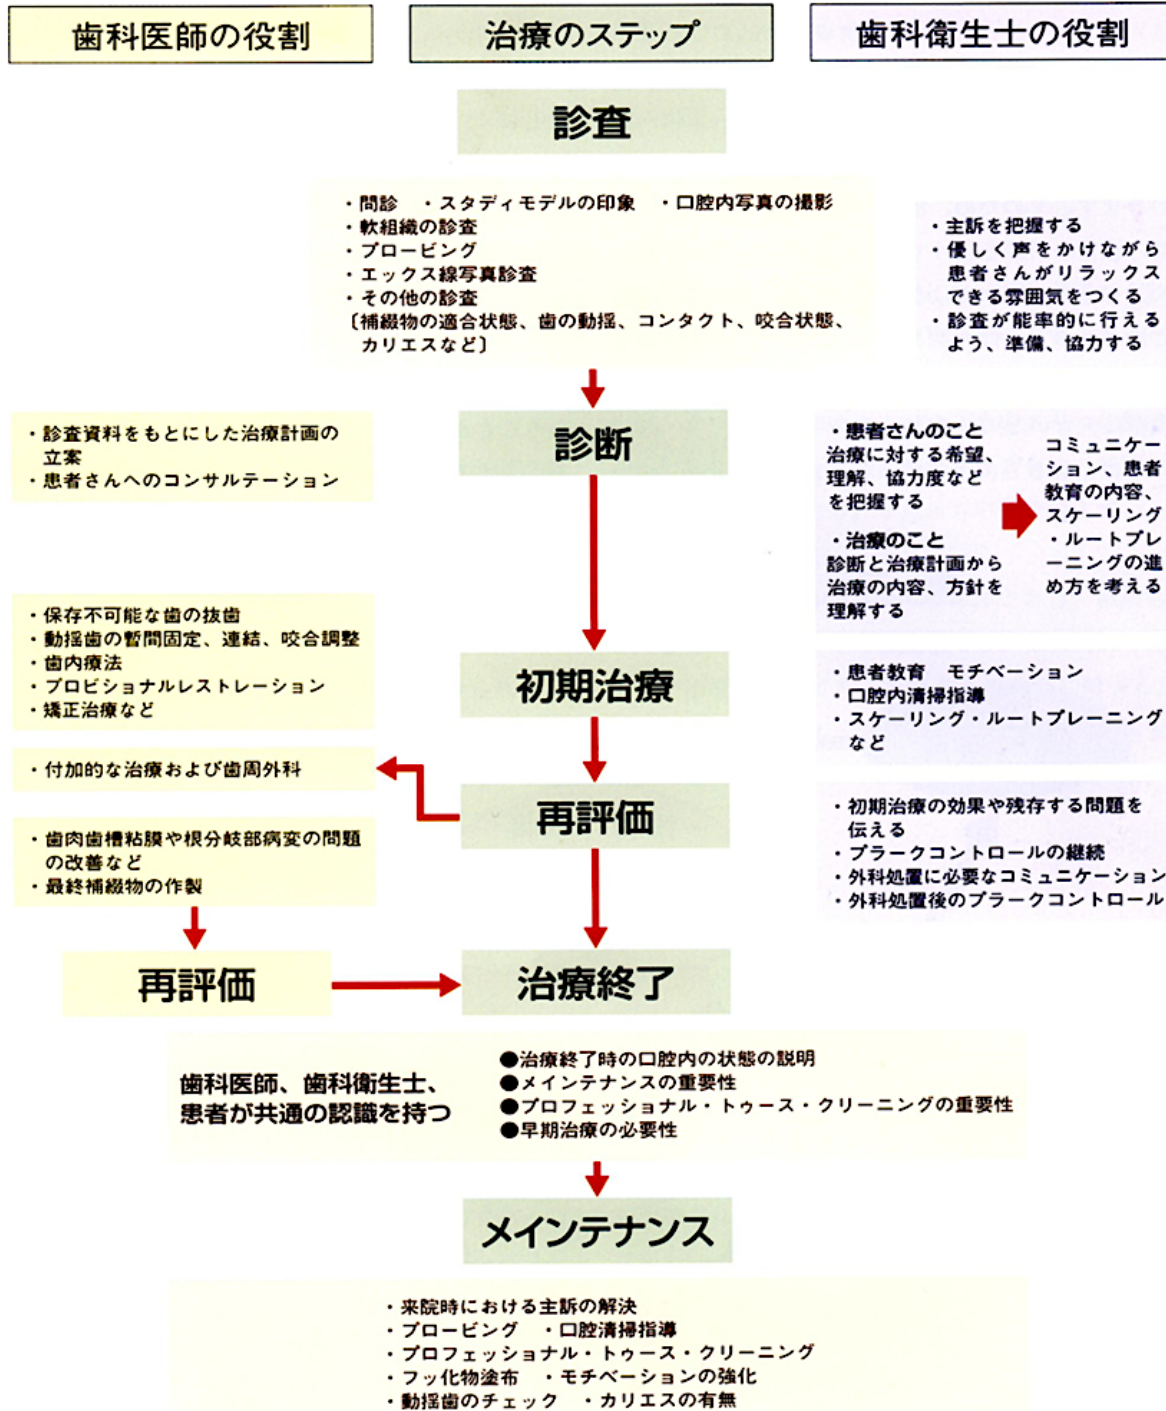 歯科医師の役割
治療のステップ
歯科衛生士の役割
診査
・問診 ・スタディモデルの印象 ・口腔内写真の撮影
・軟組織の診査
・プロービング
・エックス線写真診査
・その他の診査
〔補綴物の適合状態、歯の動揺、コンタクト、咬合状態、
カリエスなど〕
・主訴を把握する
・優しく声をかけながら
患者さんがリラックス
できる雰囲気をつくる
・診査が能率的に行える
よう、準備、協力する
・診査資料をもとにした治療計画の
立案
・患者さんへのコンサルテーション
診断
・患者さんのこと
治療に対する希望、
理解、協力度など
を把握する
・治療のこと
診断と治療計画から
治療の内容、方針を
理解する
コミュニケー
ション、患者
教育の内容、
スケーリング
・ルートプレ
ーニングの進
め方を考える
・保存不可能な歯の抜歯
・動揺歯の暫間固定、連結、咬合調整
・歯内療法
・プロビショナルレストレーション
・矯正治療など
初期治療
・患者教育 モチベーション
・口腔内清掃指導
・スケーリング・ルートプレーニング
など
・付加的な治療および歯周外科
再評価
・初期治療の効果や残存する問題を
伝える
・プラークコントロールの継続
・外科処置に必要なコミュニケーション
・外科処置後のプラークコントロール
・歯肉歯槽粘膜や根分岐部病変の問題
の改善など
・最終補綴物の作製
再評価
治療終了
歯科医師、歯科衛生士、
患者が共通の認識を持つ
●治療終了時の口腔内の状態の説明
●メインテナンスの重要性
●プロフェッショナル・トゥース・クリーニングの重要性
●早期治療の必要性
メインテナンス
・来院時における主訴の解決
・プロービング ・口腔清掃指導
・プロフェッショナル・トゥース・クリーニング
・フッ化物塗布 ・モチベーションの強化
・動揺歯のチェック ・カリエスの有無